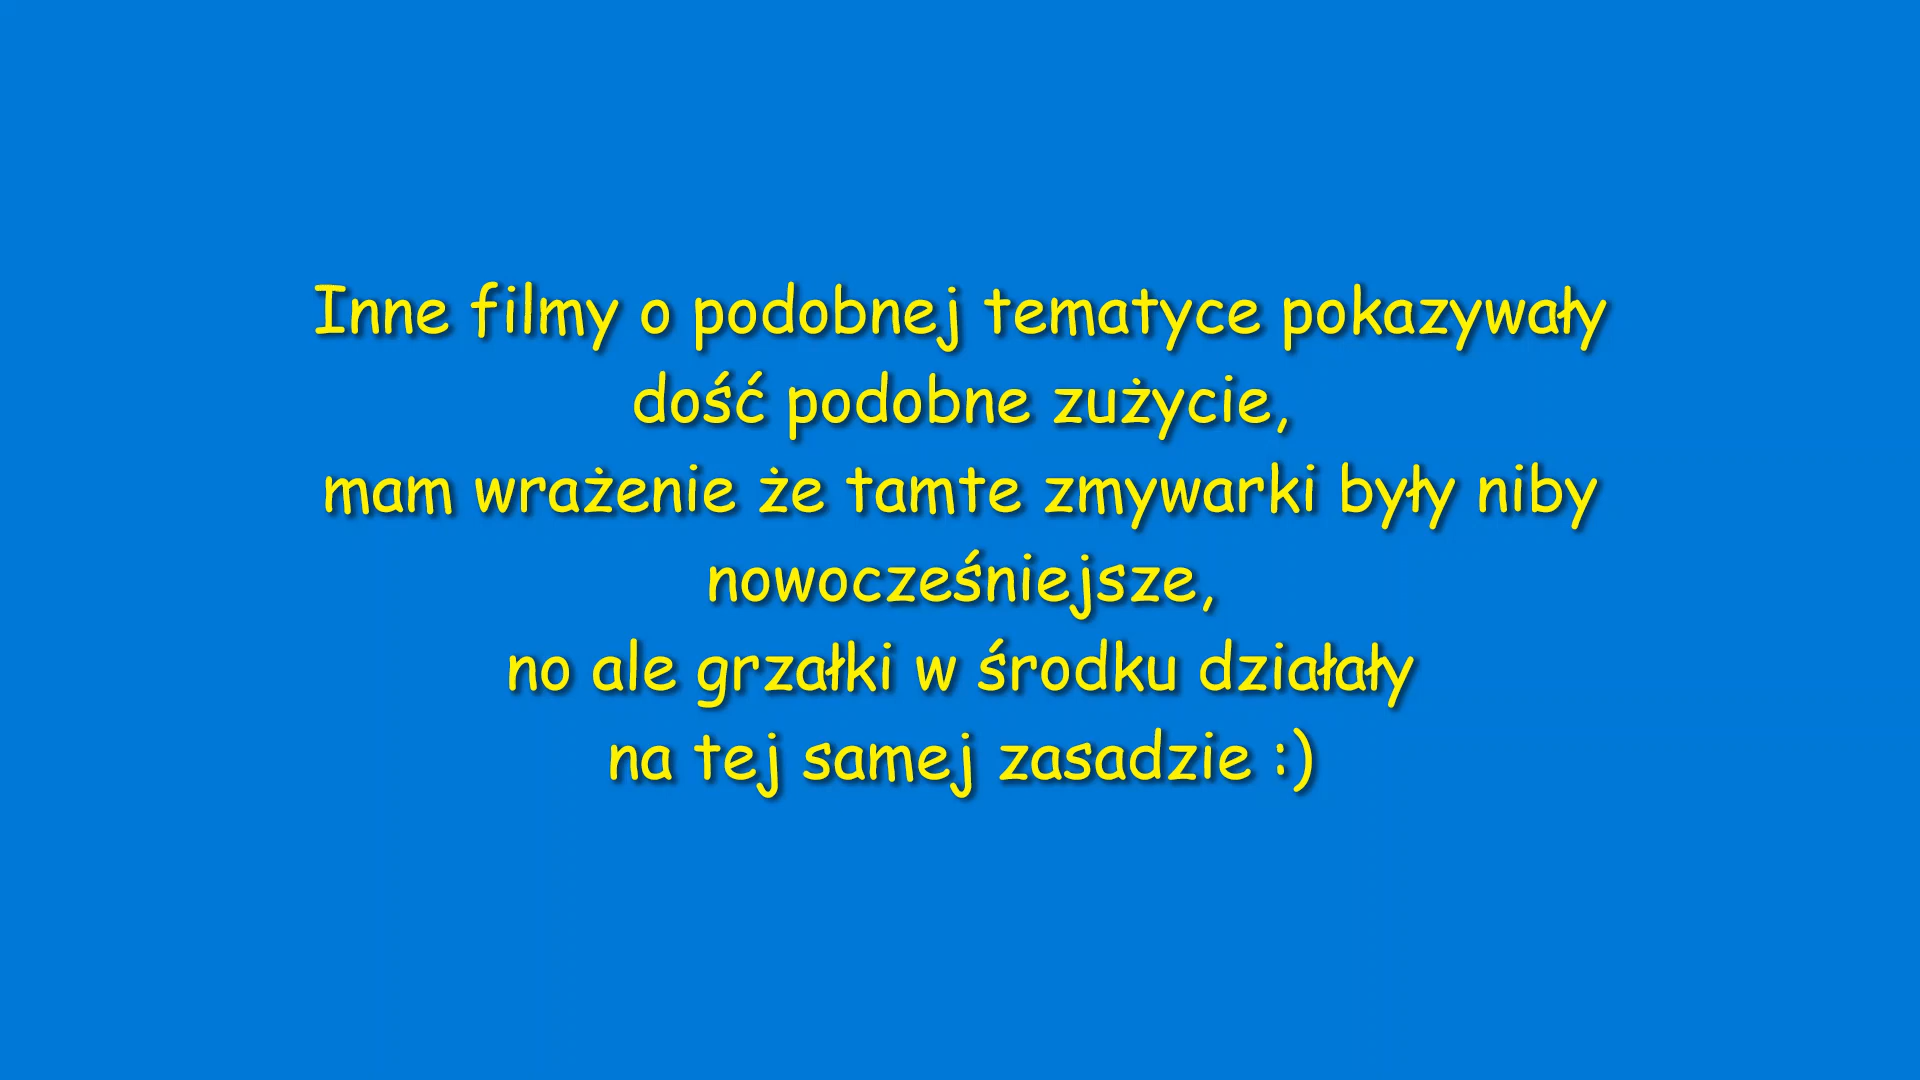 Inne filmy o podobnej tematyce pokazywały
dość podobne zużycie,
mam wrażenie że tamte zmywarki były niby
nowocześniejsze,
no ale grzałki w środku działały
na tej samej zasadzie :)